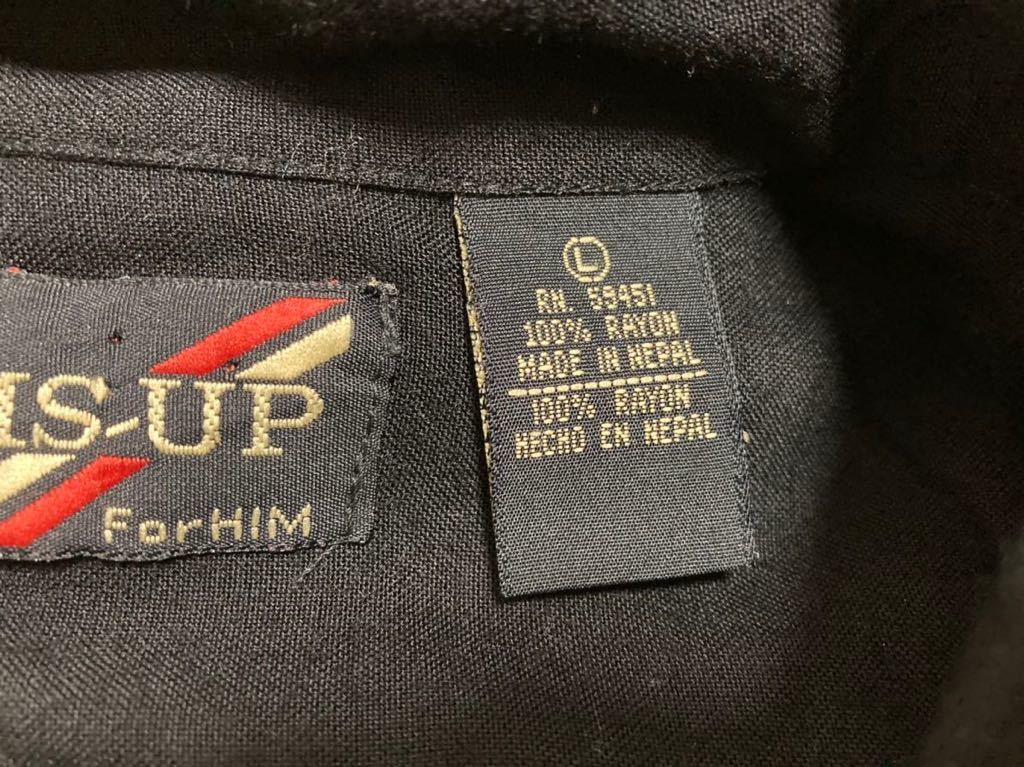 IS-UP
ForHIM
L
RN. 59451
100% RAYON
MADE IN NEPAL
100% RAYON
HECHO EN NEPAL